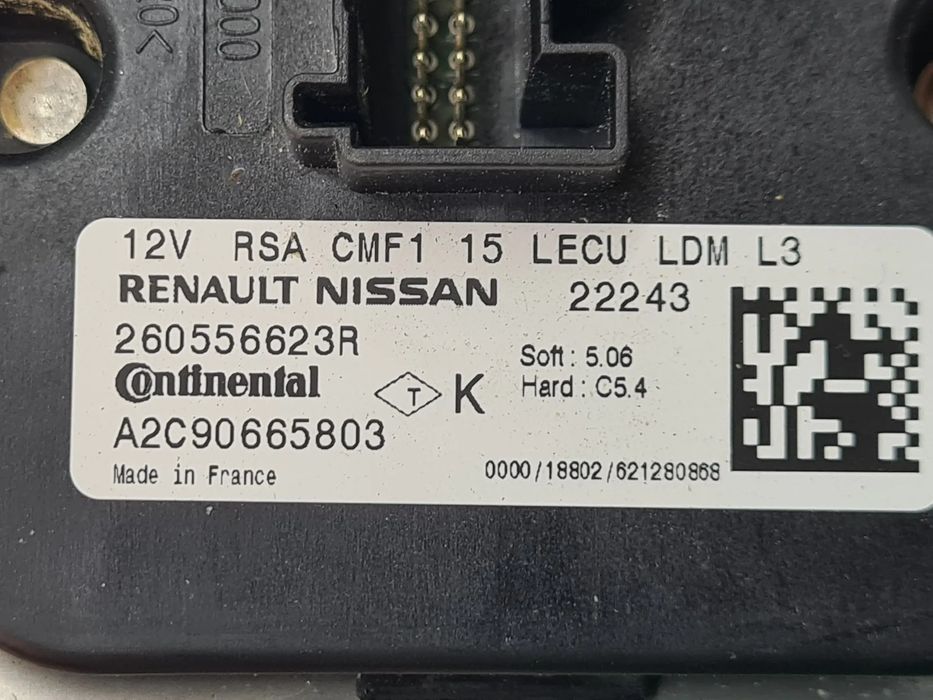 12V RSA CMF1 15 LECU LDM L3
RENAULT NISSAN 22243
260556623R
Soft : 5.06
Continental T K Hard : C5.4
A2C90665803
Made in France 0000/18802/621280868